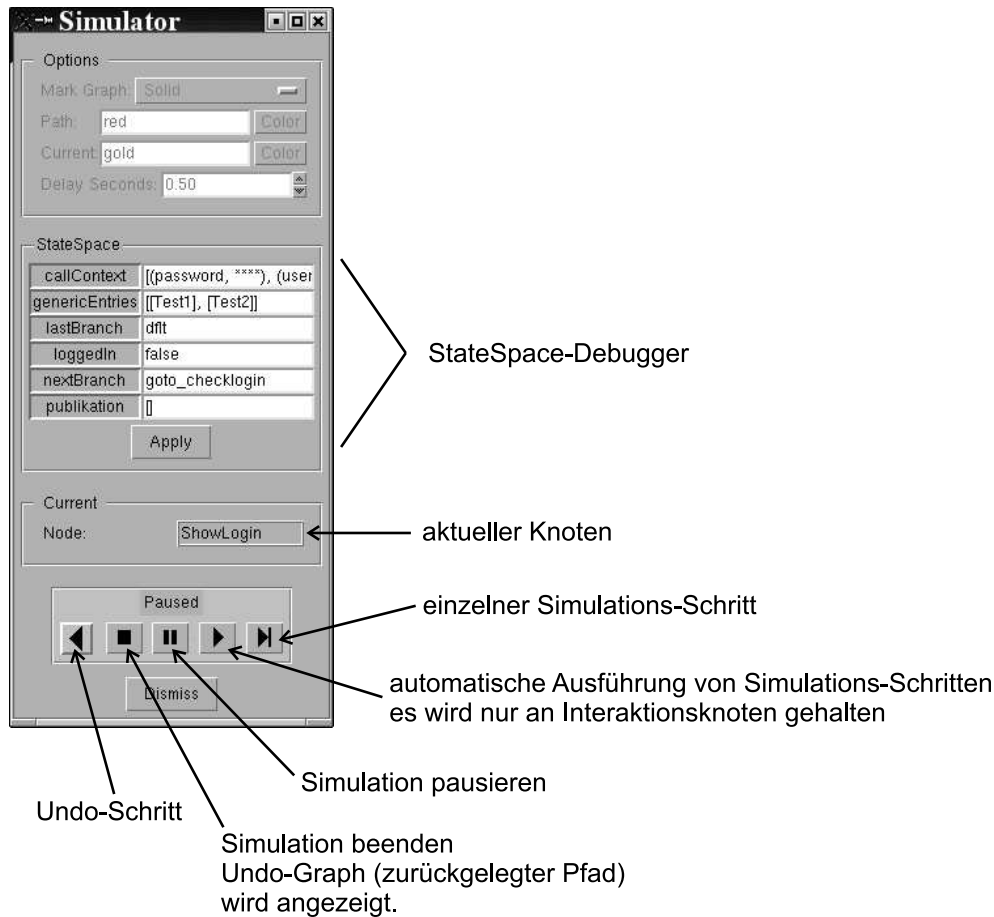 Simulator
Options
Mark Graph: Solid
Path: red Color
Current: gold Color
Delay Seconds: 0.50
StateSpace
callContext [(password, ****), (user
genericEntries [[Test1], [Test2]]
lastBranch dflt
loggedIn false
nextBranch goto_checklogin
publikation []
Apply
StateSpace-Debugger
Current
Node: ShowLogin
aktueller Knoten
Paused
einzelner Simulations-Schritt
Dismiss
automatische Ausführung von Simulations-Schritten
es wird nur an Interaktionsknoten gehalten
Simulation pausieren
Undo-Schritt
Simulation beenden
Undo-Graph (zurückgelegter Pfad)
wird angezeigt.